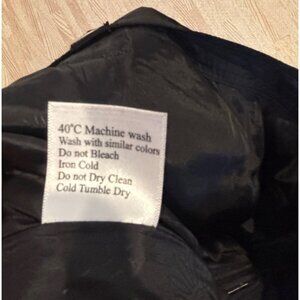 40°C Machine wash
Wash with similar colors
Do not Bleach
Iron Cold
Do not Dry Clean
Cold Tumble Dry